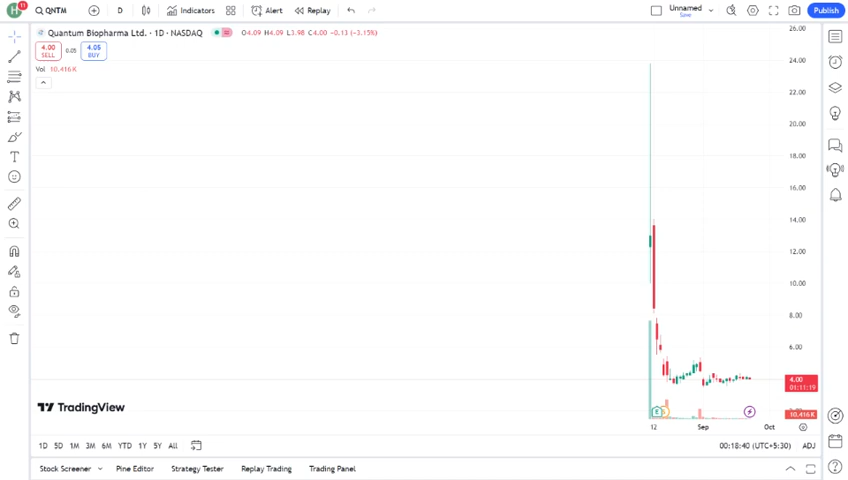 H 11 QNTM D Indicators Alert Replay Unnamed Save Publish
Quantum Biopharma Ltd. · 1D · NASDAQ O4.09 H4.09 L3.98 C4.00 −0.13 (−3.15%)
4.00 SELL 0.05 4.05 BUY
Vol 10.416K
26.00
24.00
22.00
20.00
18.00
16.00
14.00
12.00
10.00
8.00
6.00
4.00
01:11:19
10.416K
TradingView
E
12 Sep Oct
1D 5D 1M 3M 6M YTD 1Y 5Y All 00:18:40 (UTC+5:30) ADJ
Stock Screener Pine Editor Strategy Tester Replay Trading Trading Panel